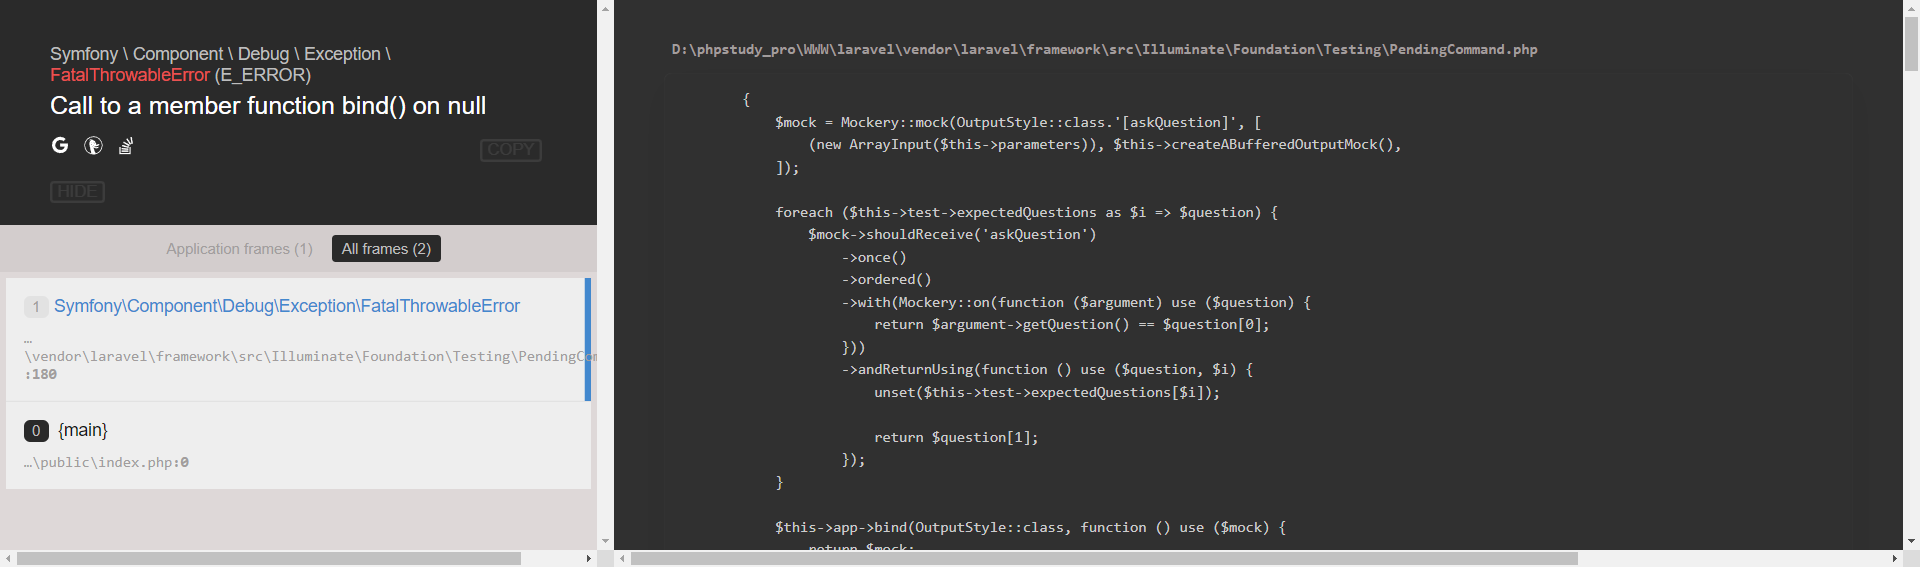 Symfony \ Component \ Debug \ Exception \
FatalThrowableError (E_ERROR)
Call to a member function bind() on null
COPY
HIDE
Application frames (1)
All frames (2)
1 Symfony\Component\Debug\Exception\FatalThrowableError
…
\vendor\laravel\framework\src\Illuminate\Foundation\Testing\PendingCom
:180
0 {main}
…\public\index.php:0
D:\phpstudy_pro\WWW\laravel\vendor\laravel\framework\src\Illuminate\Foundation\Testing\PendingCommand.php
{
$mock = Mockery::mock(OutputStyle::class.'[askQuestion]', [
(new ArrayInput($this->parameters)), $this->createABufferedOutputMock(),
]);
foreach ($this->test->expectedQuestions as $i => $question) {
$mock->shouldReceive('askQuestion')
->once()
->ordered()
->with(Mockery::on(function ($argument) use ($question) {
return $argument->getQuestion() == $question[0];
}))
->andReturnUsing(function () use ($question, $i) {
unset($this->test->expectedQuestions[$i]);
return $question[1];
});
}
$this->app->bind(OutputStyle::class, function () use ($mock) {
return $mock;